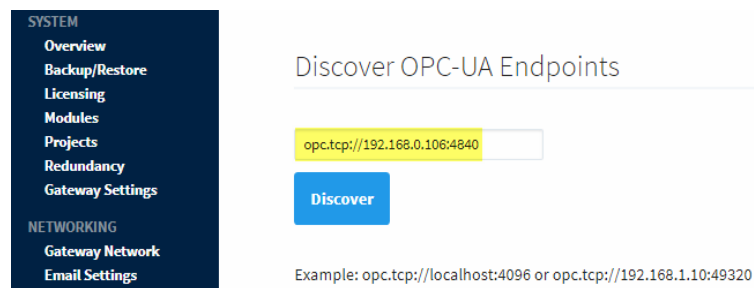 SYSTEM
Overview
Backup/Restore
Licensing
Modules
Projects
Redundancy
Gateway Settings
NETWORKING
Gateway Network
Email Settings
Discover OPC-UA Endpoints
opc.tcp://192.168.0.106:4840
Discover
Example: opc.tcp://localhost:4096 or opc.tcp://192.168.1.10:49320